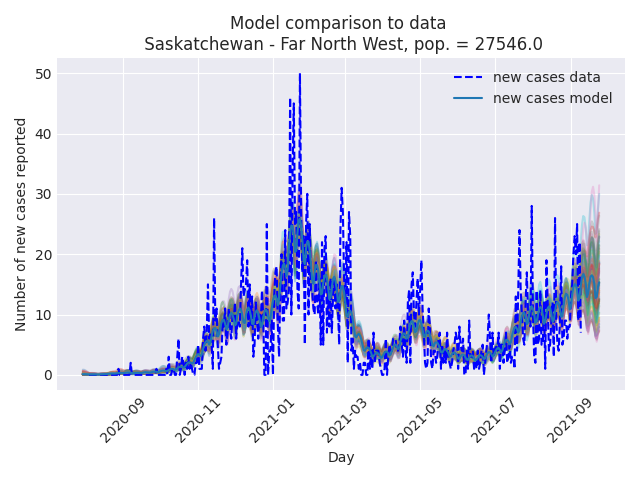 Model comparison to data
Saskatchewan - Far North West, pop. = 27546.0
new cases data
new cases model
Number of new cases reported
50
40
30
20
10
0
2020-09
2020-11
2021-01
2021-03
2021-05
2021-07
2021-09
Day